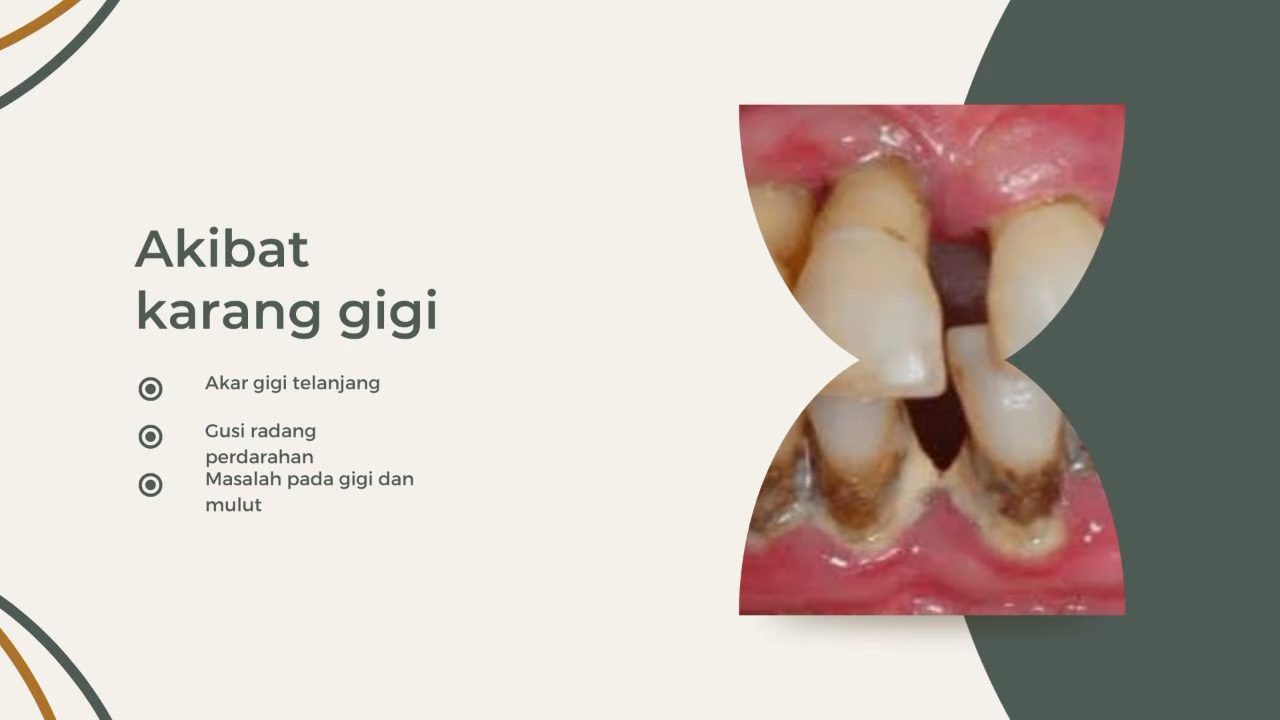 Akibat
karang gigi
Akar gigi telanjang
Gusi radang
perdarahan
Masalah pada gigi dan
mulut